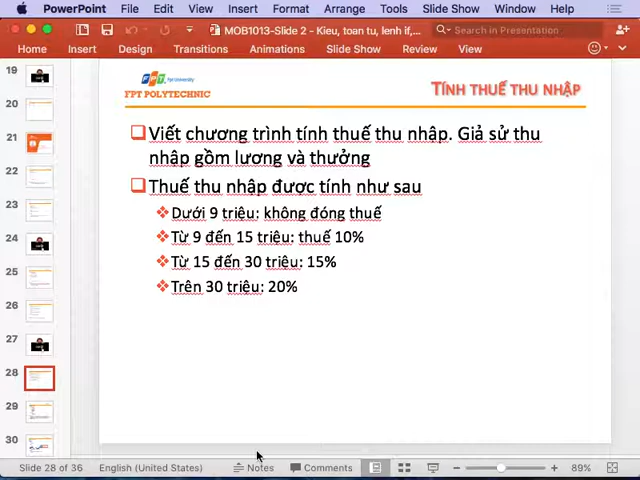 PowerPoint File Edit View Insert Format Arrange Tools Slide Show Window Help
MOB1013-Slide 2 - Kieu, toan tu, lenh if,...
Search in Presentation
Home Insert Design Transitions Animations Slide Show Review View
19
20
21
22
23
24
25
26
27
28
29
30
FPT Fpt University
FPT POLYTECHNIC
TÍNH THUẾ THU NHẬP
Viết chương trình tính thuế thu nhập. Giả sử thu
nhập gồm lương và thưởng
Thuế thu nhập được tính như sau
Dưới 9 triệu: không đóng thuế
Từ 9 đến 15 triệu: thuế 10%
Từ 15 đến 30 triệu: 15%
Trên 30 triệu: 20%
Slide 28 of 36 English (United States) Notes Comments 89%